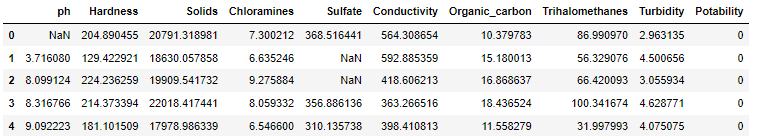 ph Hardness Solids Chloramines Sulfate Conductivity Organic_carbon Trihalomethanes Turbidity Potability
0 NaN 204.890455 20791.318981 7.300212 368.516441 564.308654 10.379783 86.990970 2.963135 0
1 3.716080 129.422921 18630.057858 6.635246 NaN 592.885359 15.180013 56.329076 4.500656 0
2 8.099124 224.236259 19909.541732 9.275884 NaN 418.606213 16.868637 66.420093 3.055934 0
3 8.316766 214.373394 22018.417441 8.059332 356.886136 363.266516 18.436524 100.341674 4.628771 0
4 9.092223 181.101509 17978.986339 6.546600 310.135738 398.410813 11.558279 31.997993 4.075075 0